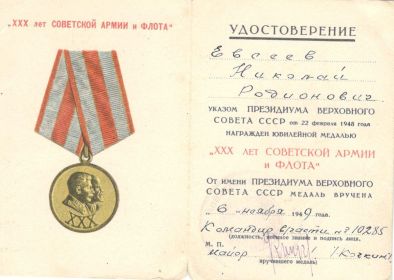 „XXX лет СОВЕТСКОЙ АРМИИ и ФЛОТА“
XXX
УДОСТОВЕРЕНИЕ
Евсеев
Николай
Родионович
УКАЗОМ ПРЕЗИДИУМА ВЕРХОВНОГО
СОВЕТА СССР от 22 февраля 1948 года
НАГРАЖДЕН ЮБИЛЕЙНОЙ МЕДАЛЬЮ
„XXX ЛЕТ СОВЕТСКОЙ АРМИИ
и ФЛОТА“
От имени ПРЕЗИДИУМА ВЕРХОВНОГО
СОВЕТА СССР МЕДАЛЬ ВРУЧЕНА
„6 ноября 1949 года.
Командир в/части № 10285
(должность, воинское звание и подпись лица,
М. П. майор
вручившего медаль)